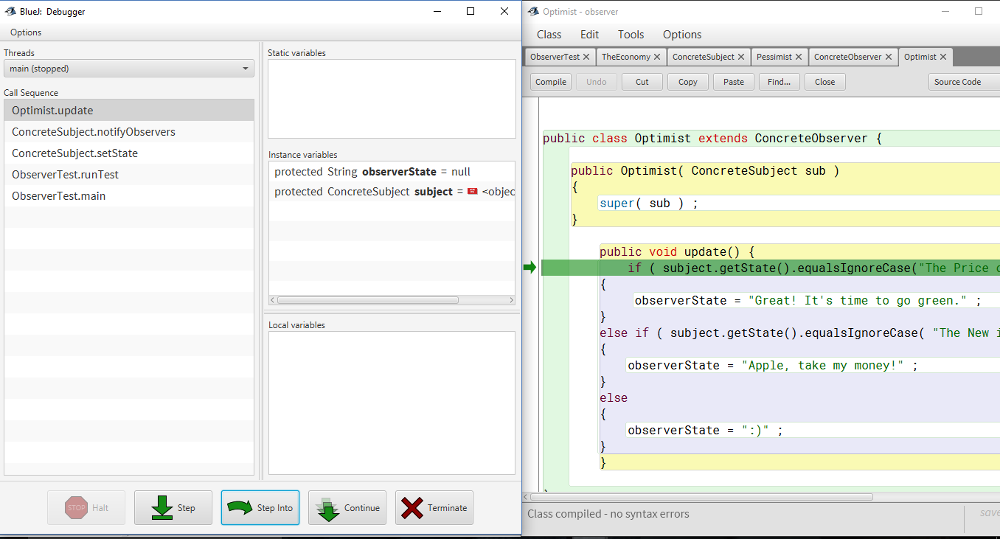 BlueJ: Debugger
Options
Threads
main (stopped)
Call Sequence
Optimist.update
ConcreteSubject.notifyObservers
ConcreteSubject.setState
ObserverTest.runTest
ObserverTest.main
Static variables
Instance variables
protected String observerState = null
protected ConcreteSubject subject = <objec
Local variables
STOP Halt
Step
Step Into
Continue
Terminate
Optimist - observer
Class Edit Tools Options
ObserverTest TheEconomy ConcreteSubject Pessimist ConcreteObserver Optimist
Compile Undo Cut Copy Paste Find... Close Source Code
public class Optimist extends ConcreteObserver {
public Optimist( ConcreteSubject sub )
{
super( sub ) ;
}
public void update() {
if ( subject.getState().equalsIgnoreCase("The Price
{
observerState = "Great! It's time to go green." ;
}
else if ( subject.getState().equalsIgnoreCase( "The New
{
observerState = "Apple, take my money!" ;
}
else
{
observerState = ":)" ;
}
}
Class compiled - no syntax errors
save